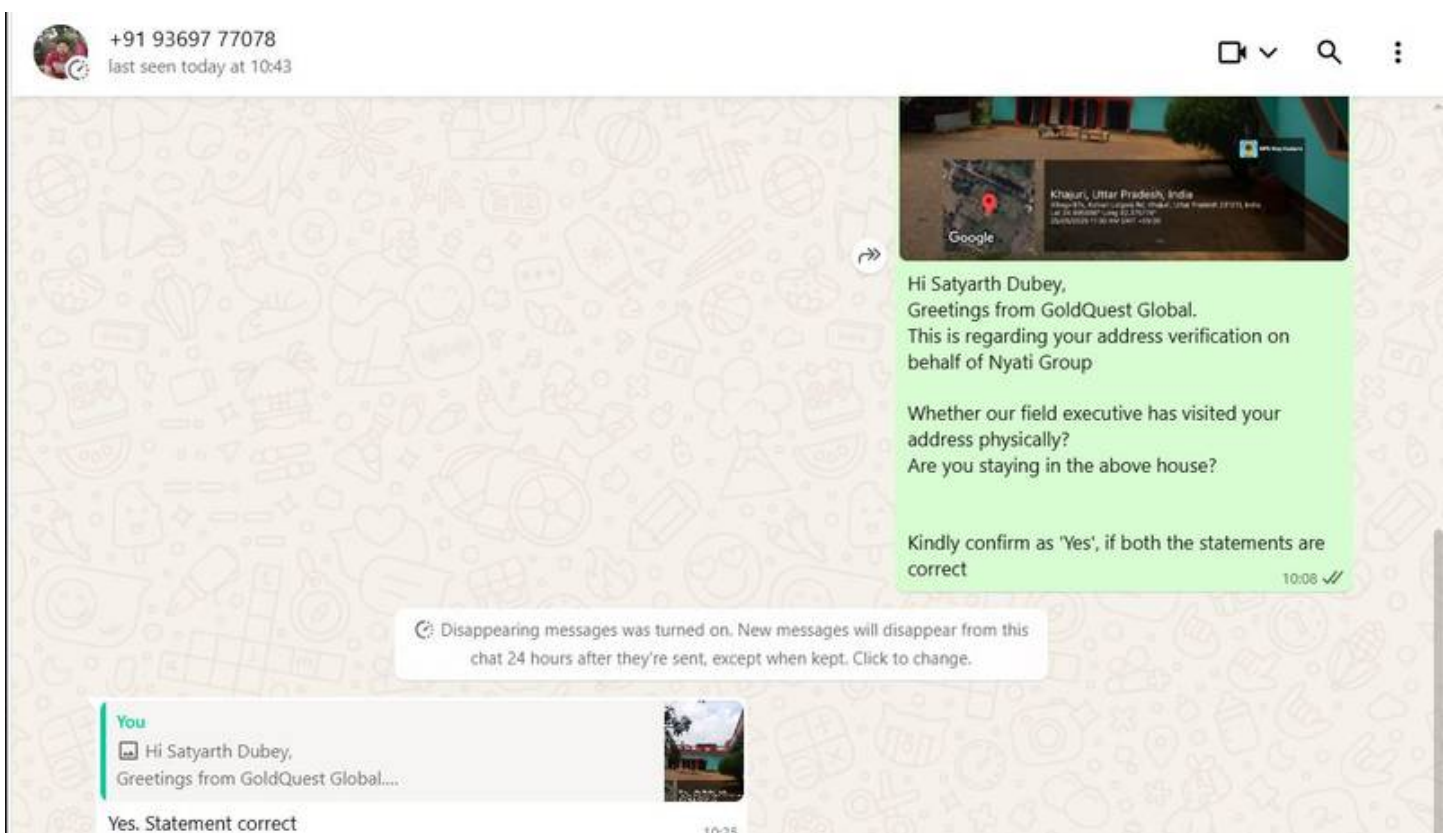 +91 93697 77078
last seen today at 10:43
Khajuri, Uttar Pradesh, India
Google
Hi Satyarth Dubey,
Greetings from GoldQuest Global.
This is regarding your address verification on
behalf of Nyati Group
Whether our field executive has visited your
address physically?
Are you staying in the above house?
Kindly confirm as 'Yes', if both the statements are
correct
10:08
Disappearing messages was turned on. New messages will disappear from this
chat 24 hours after they're sent, except when kept. Click to change.
You
Hi Satyarth Dubey,
Greetings from GoldQuest Global....
Yes. Statement correct